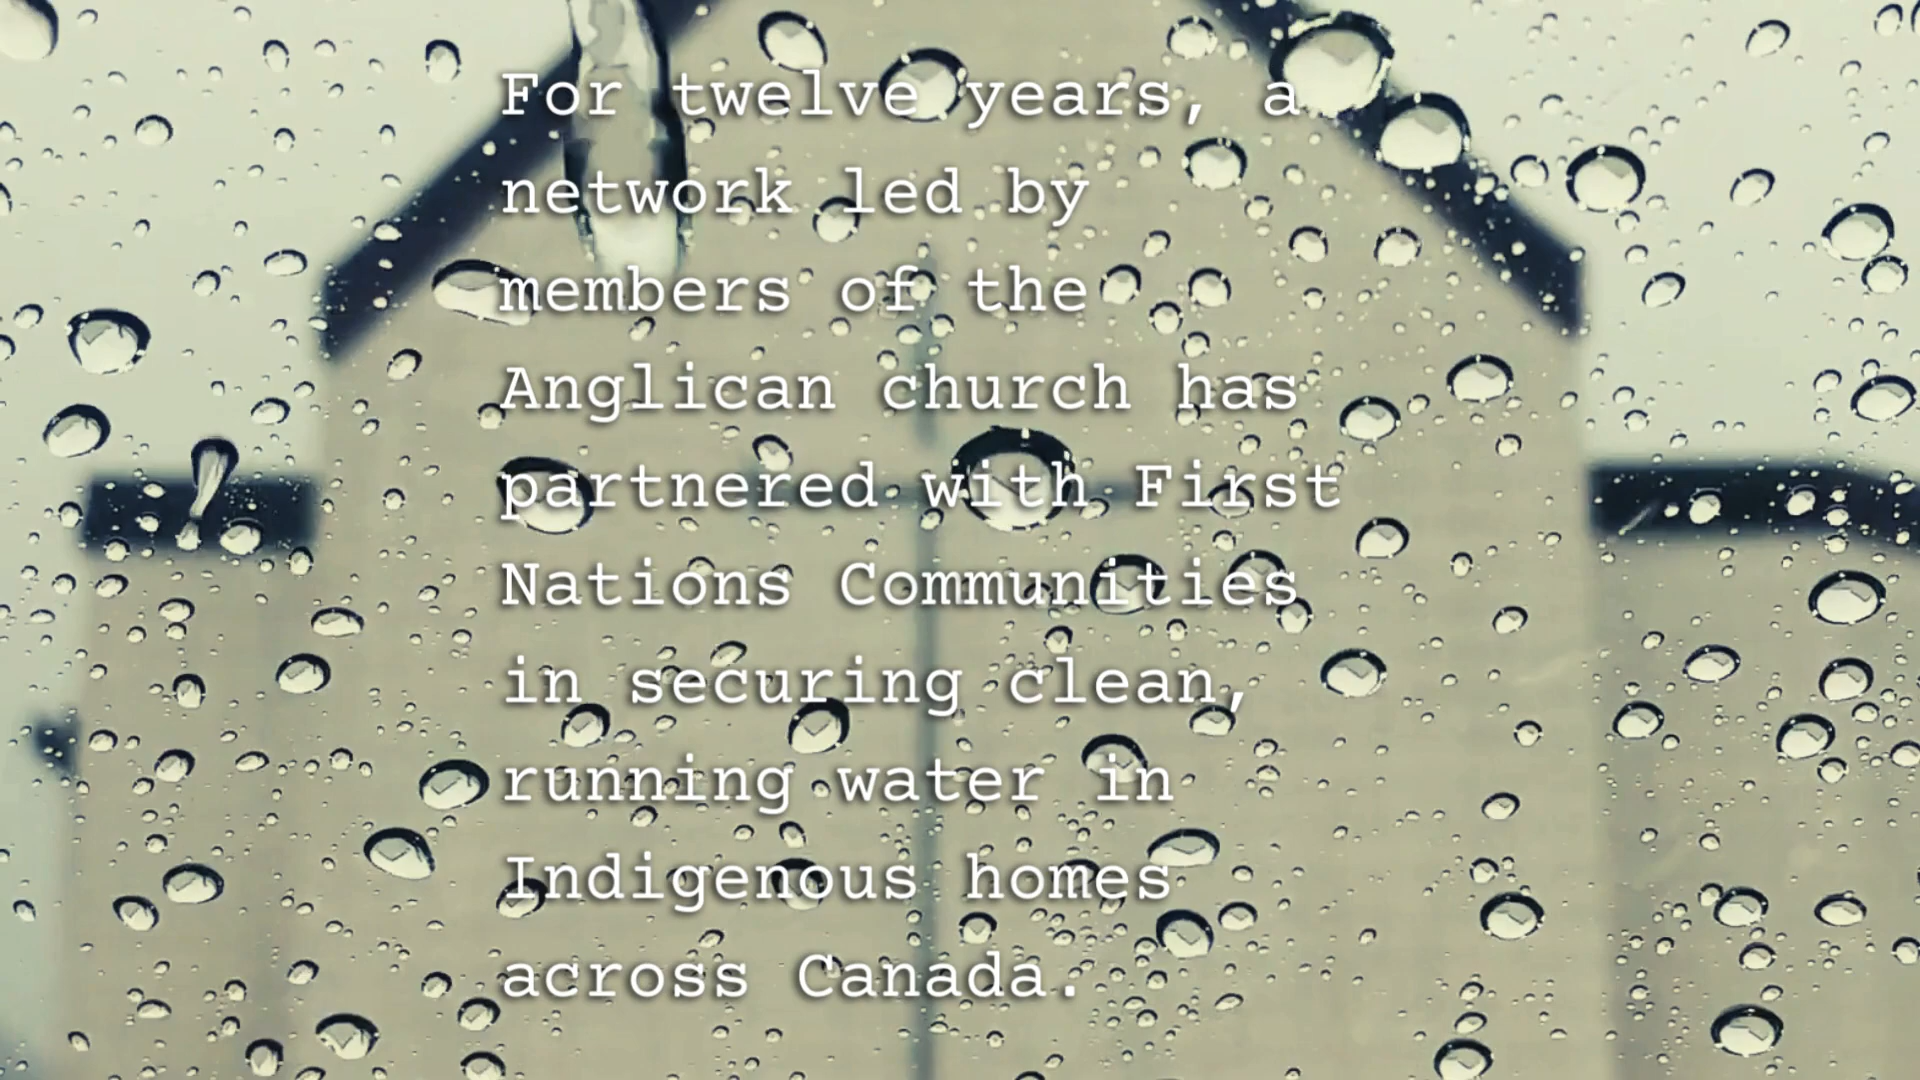 For twelve years, a
network led by
members of the
Anglican church has
partnered with First
Nations Communities
in securing clean,
running water in
Indigenous homes
across Canada.